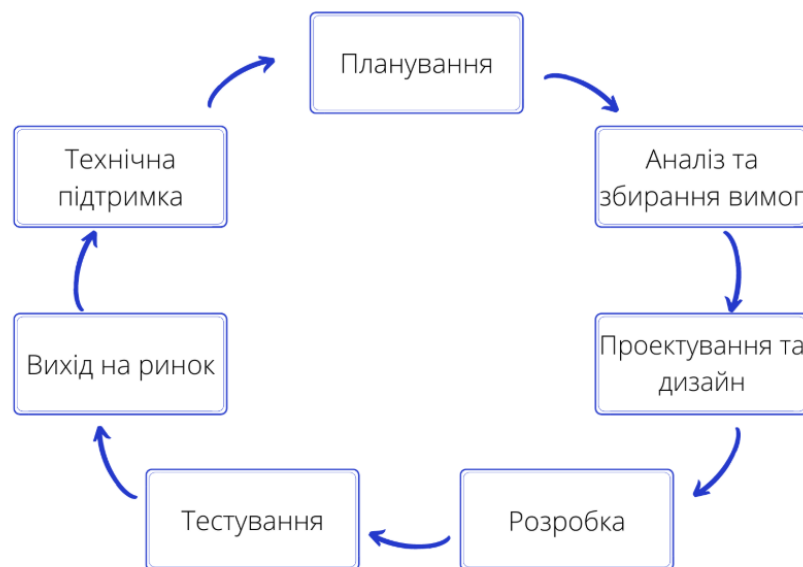 Планування
Аналіз та
збирання вимог
Проектування та
дизайн
Розробка
Тестування
Вихід на ринок
Технічна
підтримка